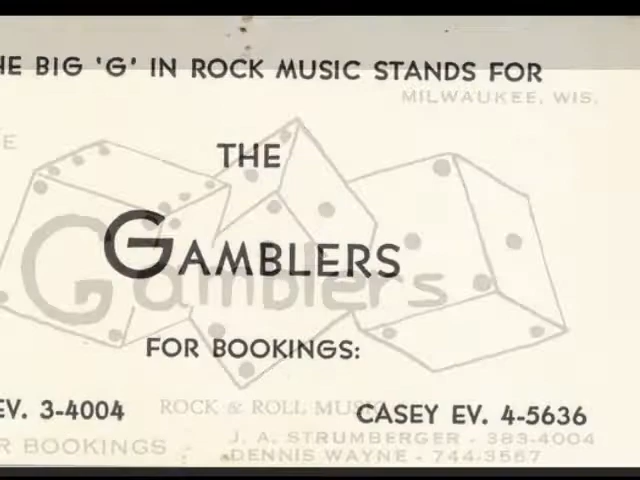 HE BIG 'G' IN ROCK MUSIC STANDS FOR
MILWAUKEE, WIS.
E
THE
GAMBLERS
Gamblers
FOR BOOKINGS:
EV. 3-4004
ROCK & ROLL MUSIC
CASEY EV. 4-5636
R BOOKINGS :
J. A. STRUMBERGER - 383-4004
DENNIS WAYNE - 744-3567